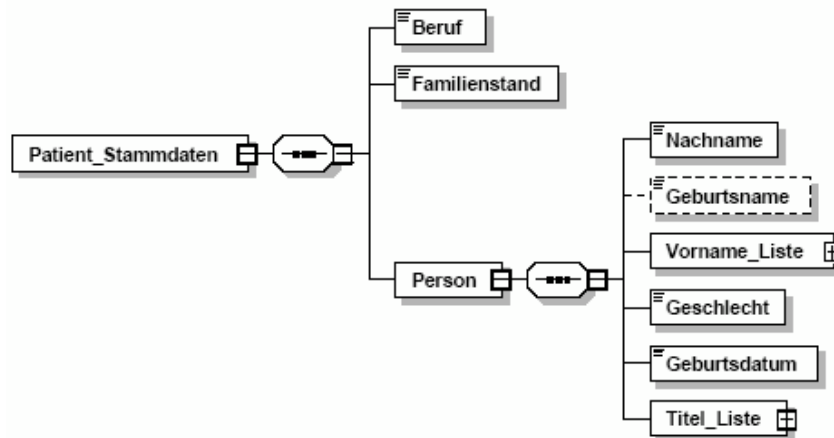 Beruf
Familienstand
Patient_Stammdaten
Person
Nachname
Geburtsname
Vorname_Liste
Geschlecht
Geburtsdatum
Titel_Liste